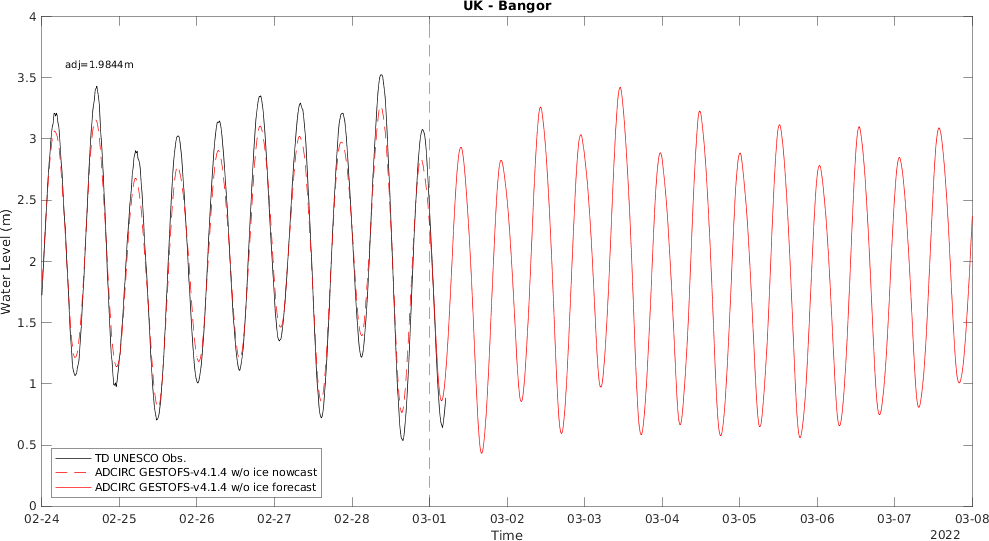 UK - Bangor
4
3.5
3
2.5
2
1.5
1
0.5
0
Water Level (m)
adj=1.9844m
TD UNESCO Obs.
ADCIRC GESTOFS-v4.1.4 w/o ice nowcast
ADCIRC GESTOFS-v4.1.4 w/o ice forecast
02-24 02-25 02-26 02-27 02-28 03-01 03-02 03-03 03-04 03-05 03-06 03-07 03-08
Time
2022